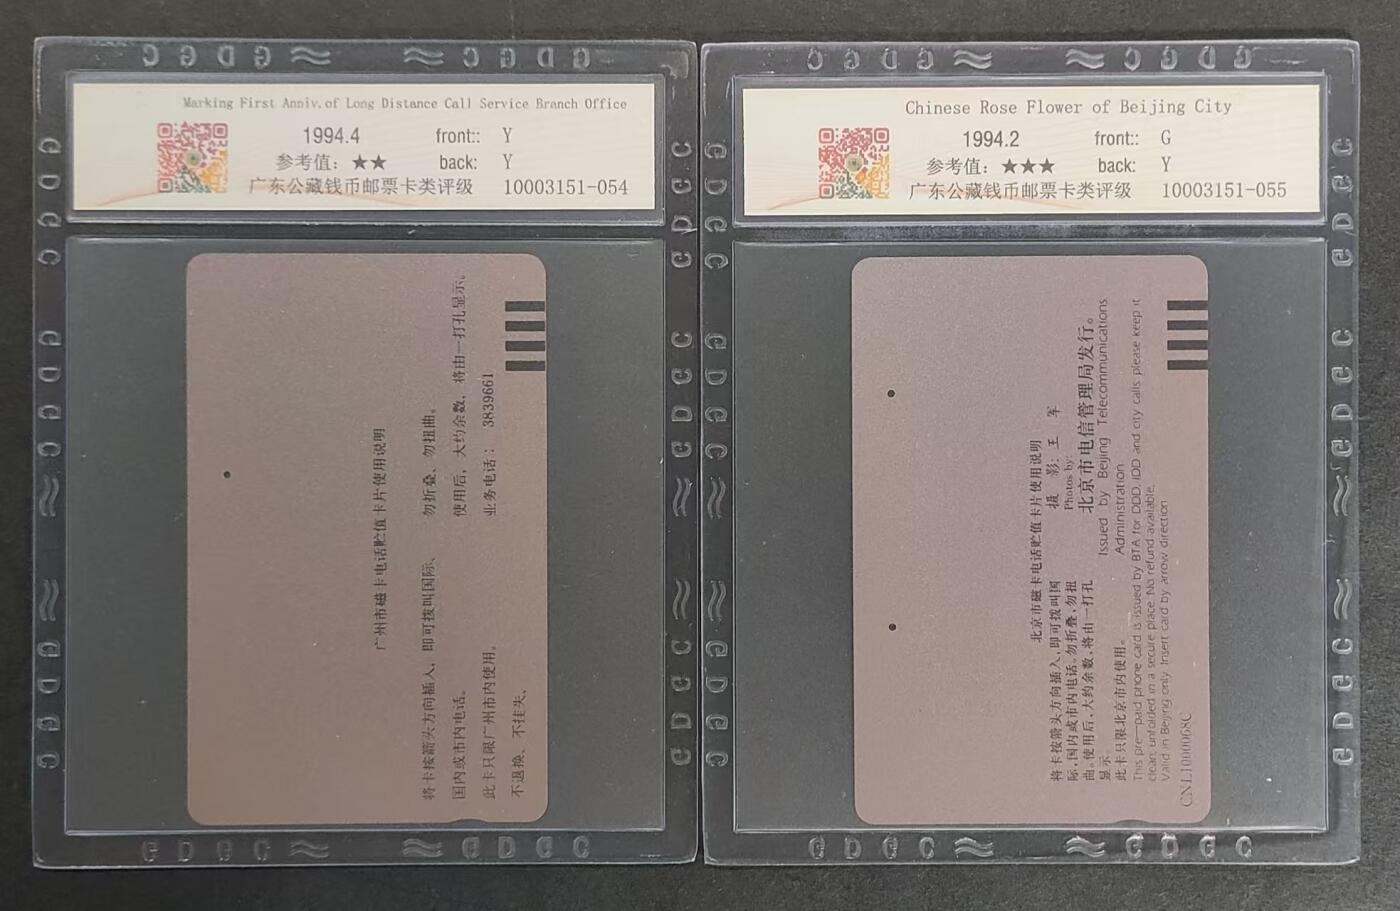 Marking First Anniv.of Long Distance Call Service Branch Office
1994.4 front:: Y
参考值：★★ back: Y
广东公藏钱币邮票卡类评级 10003151-054
广州市磁卡电话贮值卡片使用说明
将卡按箭头方向插入，即可拨叫国际、
国内或市内电话。
此卡只限广州市内使用。
不退换、不挂失、
勿折叠、勿扭曲。
使用后，大约余数，将由一打孔显示。
业务电话：3839661
Chinese Rose Flower of Beijing City
1994.2 front:: G
参考值：★★★ back: Y
广东公藏钱币邮票卡类评级 10003151-055
北京市磁卡电话贮值卡片使用说明
将卡按箭头方向插入,即可拨叫国
际,国内或市内电话。勿折叠,勿扭
曲。使用后,大约余数,将由一打孔
显示。
此卡只限北京市内使用。
摄 影：王 军
Photos by:
北京市电信管理局发行。
Issued by Beijing Telecommunications
Administration
This pre—paid phone card is issued by BTA for DDD, IDD and city calls please keep it
clean, unfolded in a secure place. No refund available.
Valid in Beijing only Insert card by arrow direction
CNL1000068C
GDGC